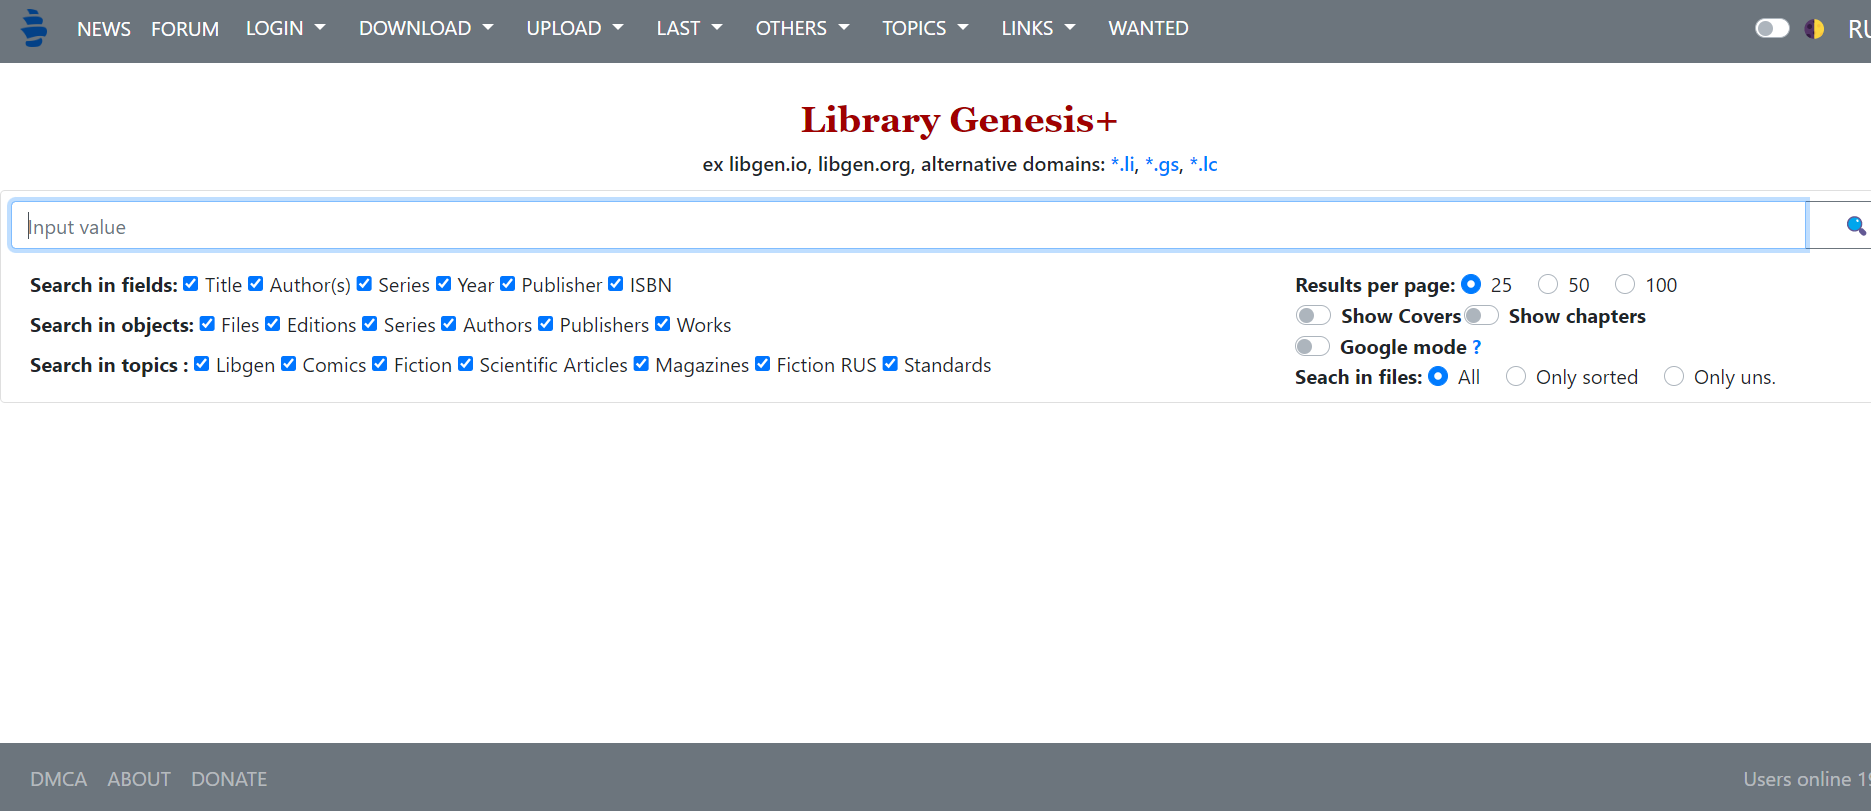 NEWS FORUM LOGIN DOWNLOAD UPLOAD LAST OTHERS TOPICS LINKS WANTED
Library Genesis+
ex libgen.io, libgen.org, alternative domains: *.li, *.gs, *.lc
Input value
Search in fields: Title Author(s) Series Year Publisher ISBN
Results per page: 25 50 100
Search in objects: Files Editions Series Authors Publishers Works
Show Covers Show chapters
Google mode ?
Search in topics : Libgen Comics Fiction Scientific Articles Magazines Fiction RUS Standards
Seach in files: All Only sorted Only uns.
DMCA ABOUT DONATE
Users online